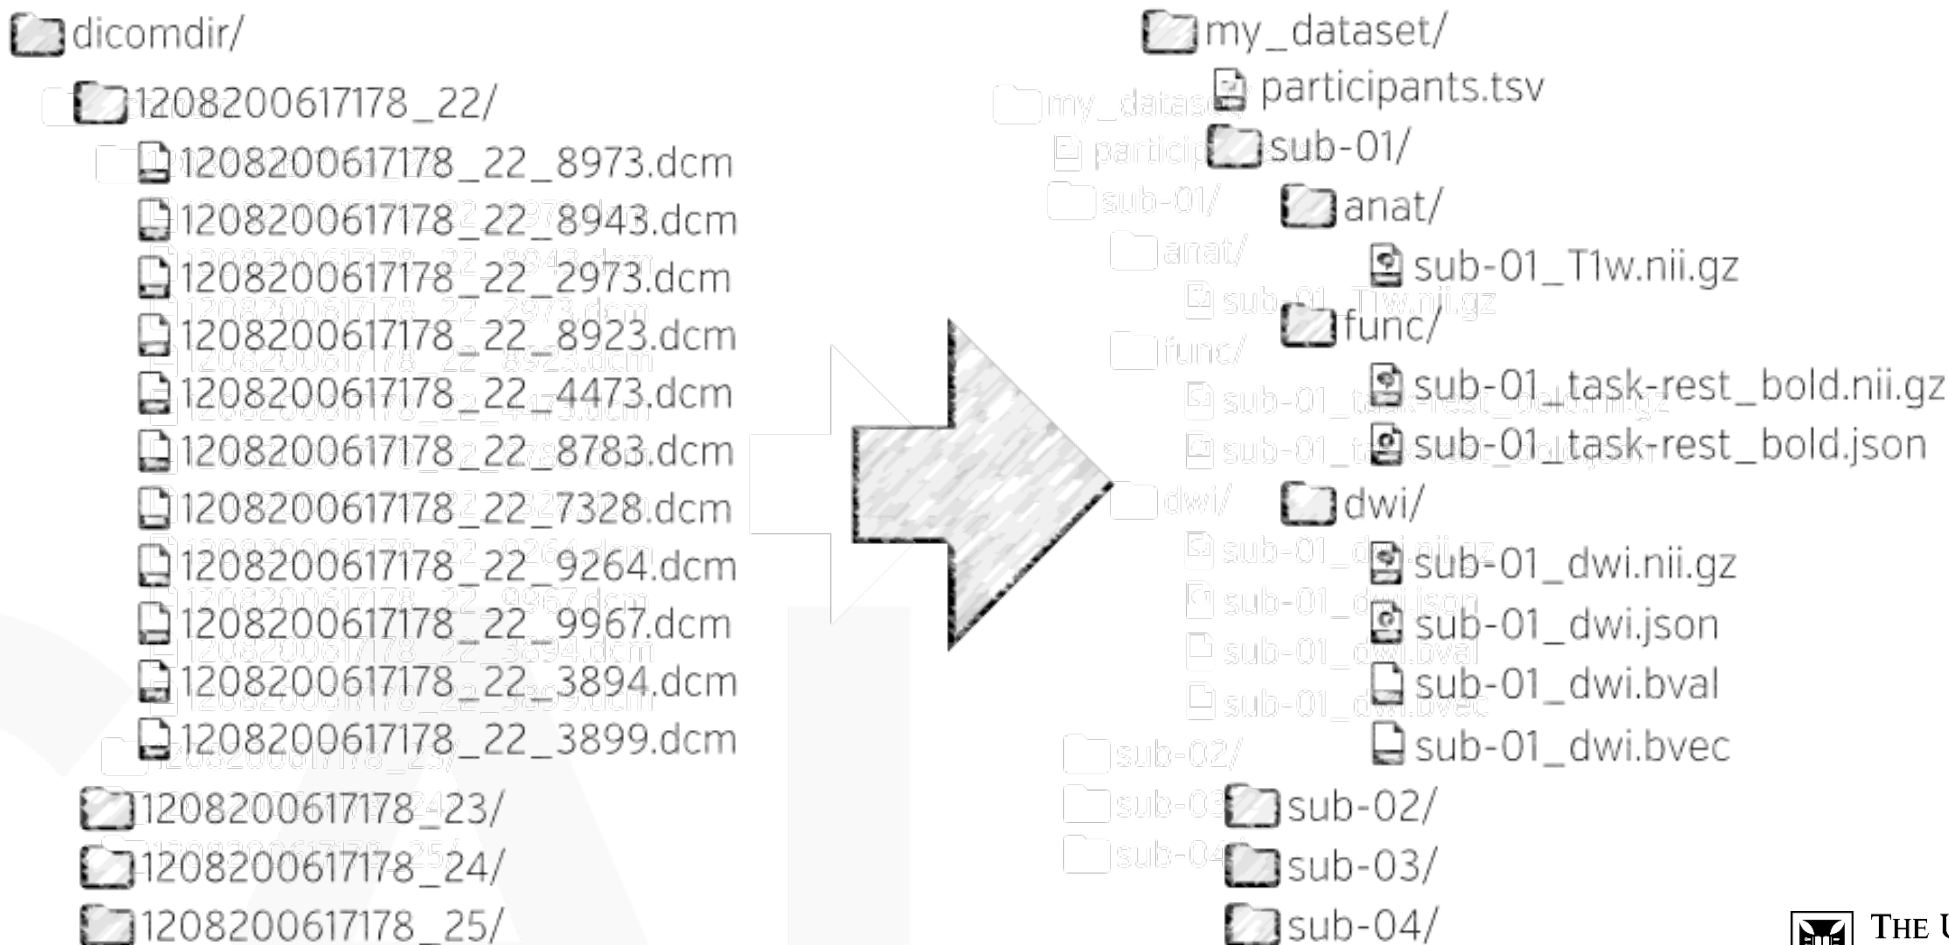 dicomdir/
1208200617178_22/
1208200617178_22_8973.dcm
1208200617178_22_8943.dcm
1208200617178_22_2973.dcm
1208200617178_22_8923.dcm
1208200617178_22_4473.dcm
1208200617178_22_8783.dcm
1208200617178_22_7328.dcm
1208200617178_22_9264.dcm
1208200617178_22_9967.dcm
1208200617178_22_3894.dcm
1208200617178_22_3899.dcm
1208200617178_23/
1208200617178_24/
1208200617178_25/
my_dataset/
participants.tsv
sub-01/
anat/
sub-01_T1w.nii.gz
func/
sub-01_task-rest_bold.nii.gz
sub-01_task-rest_bold.json
dwi/
sub-01_dwi.nii.gz
sub-01_dwi.json
sub-01_dwi.bval
sub-01_dwi.bvec
sub-02/
sub-03/
sub-04/
THE U